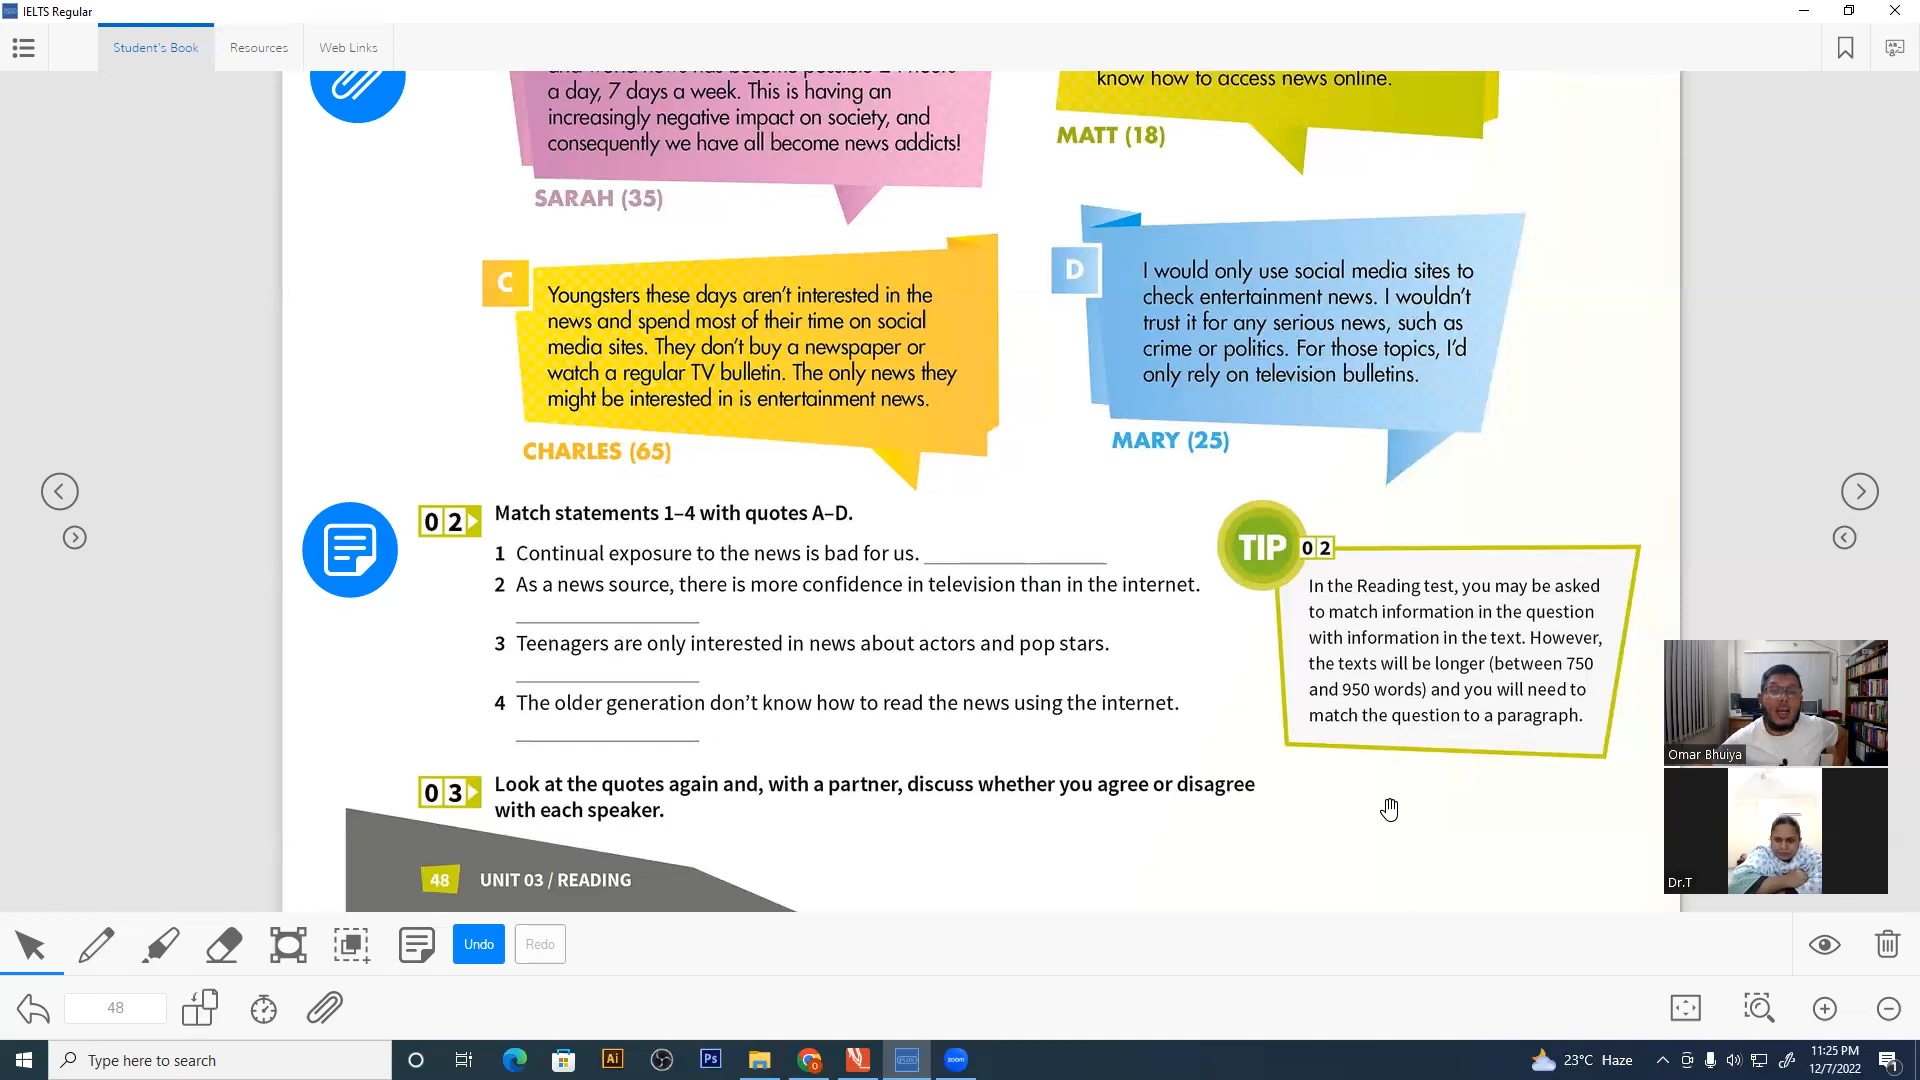 IELTS Regular
Student's Book
Resources
Web Links
a day, 7 days a week. This is having an
increasingly negative impact on society, and
consequently we have all become news addicts!
SARAH (35)
know how to access news online.
MATT (18)
C
Youngsters these days aren't interested in the
news and spend most of their time on social
media sites. They don't buy a newspaper or
watch a regular TV bulletin. The only news they
might be interested in is entertainment news.
CHARLES (65)
D
I would only use social media sites to
check entertainment news. I wouldn't
trust it for any serious news, such as
crime or politics. For those topics, I'd
only rely on television bulletins.
MARY (25)
02 Match statements 1–4 with quotes A–D.
1 Continual exposure to the news is bad for us.
2 As a news source, there is more confidence in television than in the internet.
3 Teenagers are only interested in news about actors and pop stars.
4 The older generation don't know how to read the news using the internet.
TIP 02
In the Reading test, you may be asked
to match information in the question
with information in the text. However,
the texts will be longer (between 750
and 950 words) and you will need to
match the question to a paragraph.
Omar Bhuiya
Dr.T
03 Look at the quotes again and, with a partner, discuss whether you agree or disagree
with each speaker.
48 UNIT 03 / READING
Undo
Redo
48
Type here to search
Ai
Ps
zoom
23°C Haze
11:25 PM
12/7/2022
1